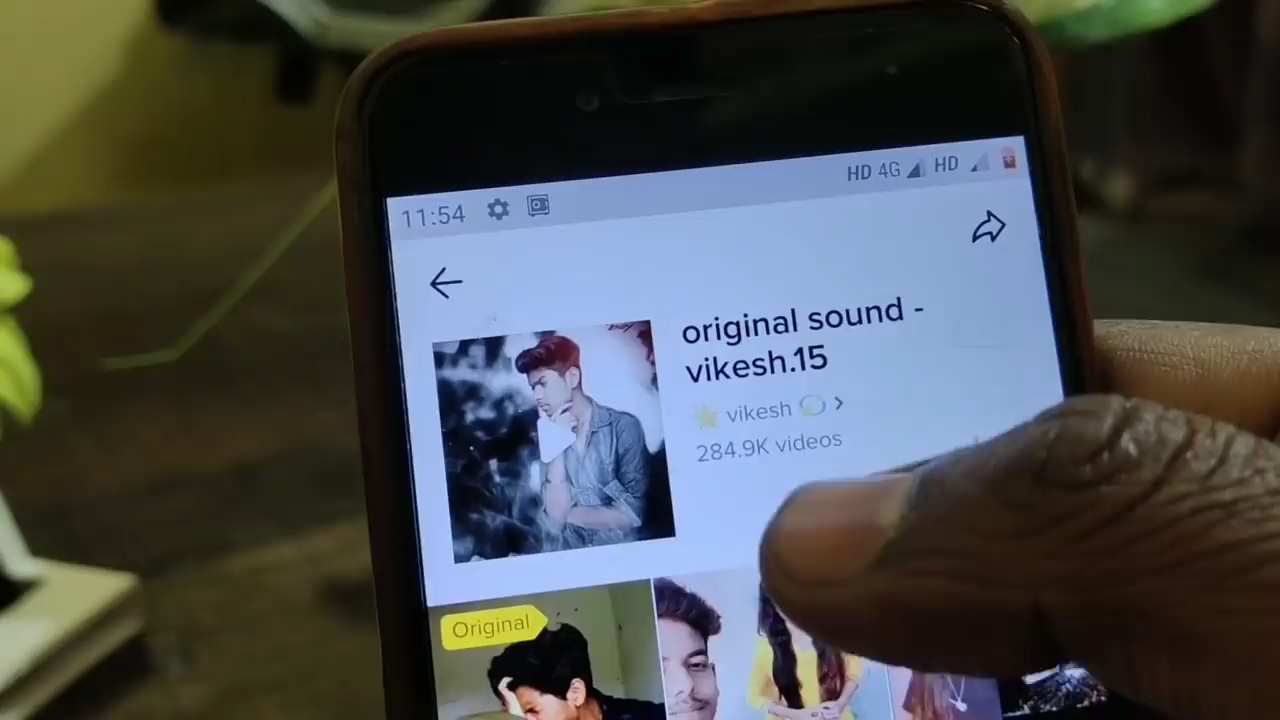 11:54 HD 4G HD
original sound -
vikesh.15
vikesh
284.9K videos
Original